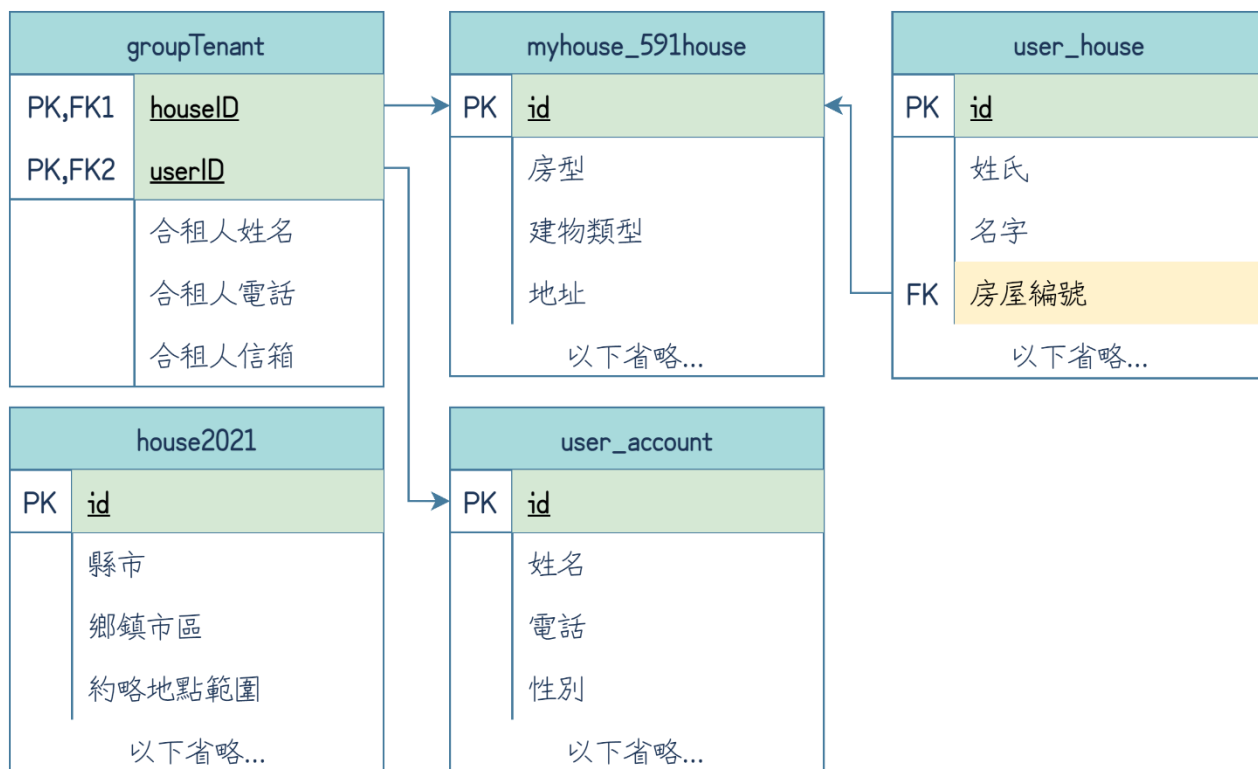 groupTenant
PK,FK1 houseID
PK,FK2 userID
合租人姓名
合租人電話
合租人信箱
myhouse_591house
PK id
房型
建物類型
地址
以下省略...
user_house
PK id
姓氏
名字
FK 房屋編號
以下省略...
house2021
PK id
縣市
鄉鎮市區
約略地點範圍
以下省略...
user_account
PK id
姓名
電話
性別
以下省略...